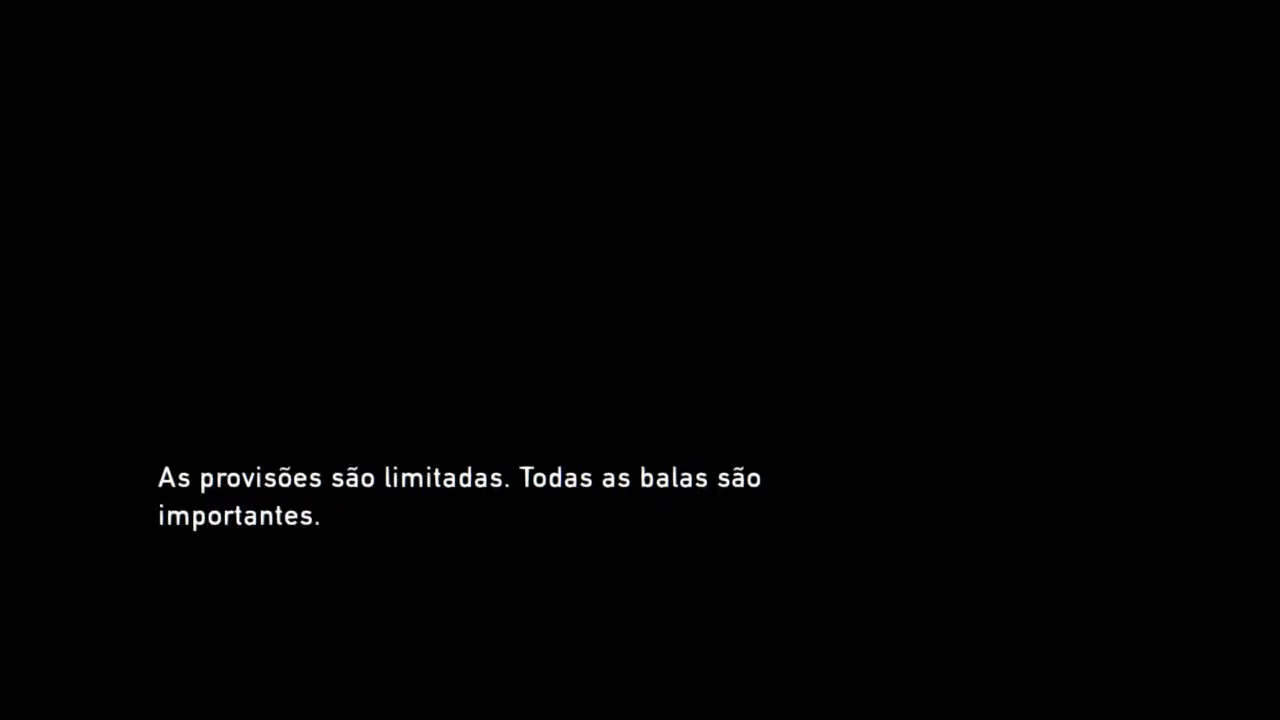 As provisões são limitadas. Todas as balas são
importantes.